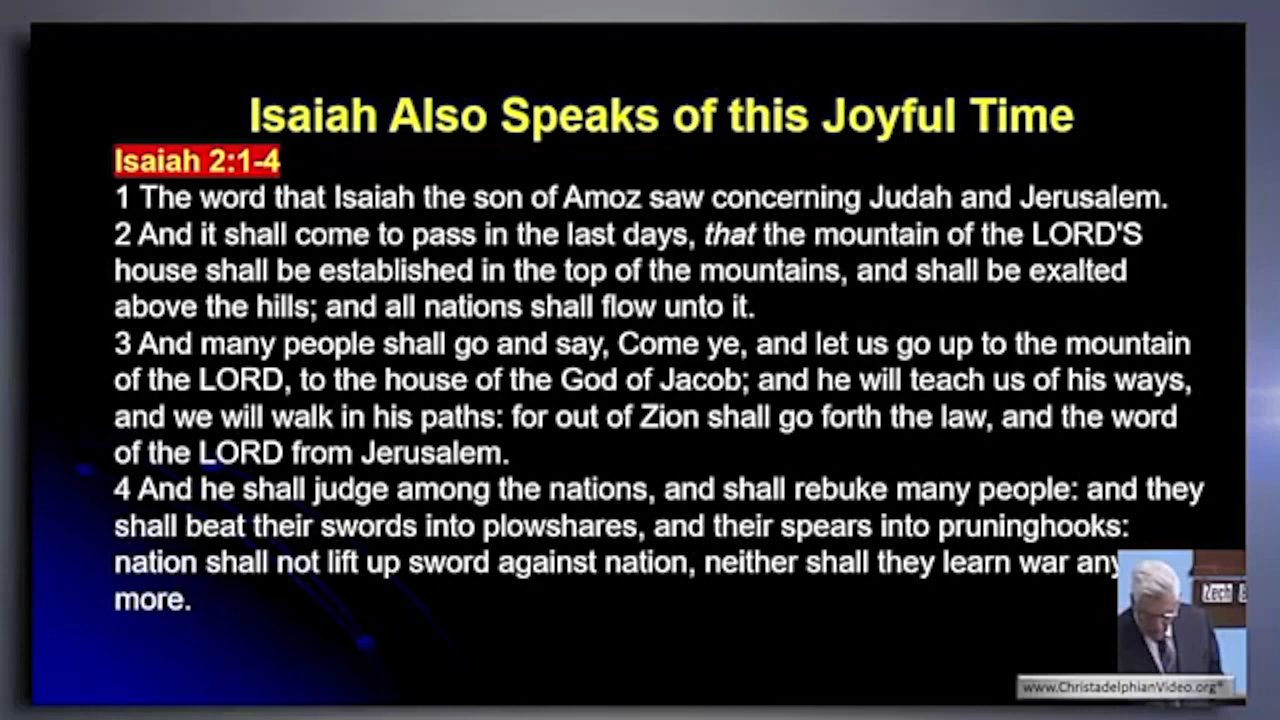 Isaiah Also Speaks of this Joyful Time
Isaiah 2:1-4
1 The word that Isaiah the son of Amoz saw concerning Judah and Jerusalem.
2 And it shall come to pass in the last days, that the mountain of the LORD'S
house shall be established in the top of the mountains, and shall be exalted
above the hills; and all nations shall flow unto it.
3 And many people shall go and say, Come ye, and let us go up to the mountain
of the LORD, to the house of the God of Jacob; and he will teach us of his ways,
and we will walk in his paths: for out of Zion shall go forth the law, and the word
of the LORD from Jerusalem.
4 And he shall judge among the nations, and shall rebuke many people: and they
shall beat their swords into plowshares, and their spears into pruninghooks:
nation shall not lift up sword against nation, neither shall they learn war any
more.
Zech
www.ChristadelphianVideo.org®